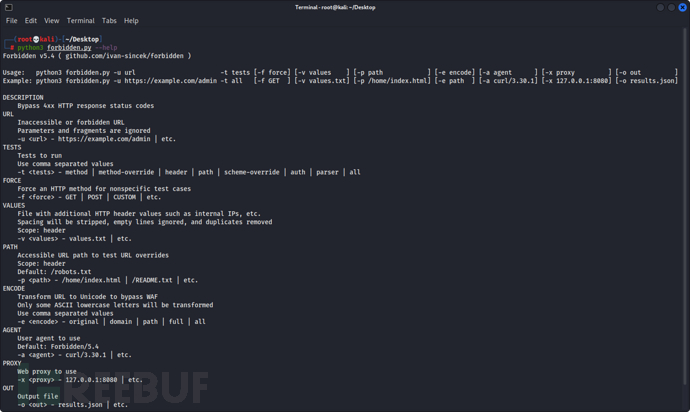 Terminal - root@kali: ~/Desktop
File Edit View Terminal Tabs Help
(root💀kali)-[~/Desktop]
# python3 forbidden.py --help
Forbidden v5.4 ( github.com/ivan-sincek/forbidden )
Usage:   python3 forbidden.py -u url                       -t tests [-f force] [-v values    ] [-p path            ] [-e encode] [-a agent      ] [-x proxy         ] [-o out         ]
Example: python3 forbidden.py -u https://example.com/admin -t all   [-f GET  ] [-v values.txt] [-p /home/index.html] [-e path  ] [-a curl/3.30.1] [-x 127.0.0.1:8080] [-o results.json]
DESCRIPTION
    Bypass 4xx HTTP response status codes
URL
    Inaccessible or forbidden URL
    Parameters and fragments are ignored
    -u <url> - https://example.com/admin | etc.
TESTS
    Tests to run
    Use comma separated values
    -t <tests> - method | method-override | header | path | scheme-override | auth | parser | all
FORCE
    Force an HTTP method for nonspecific test cases
    -f <force> - GET | POST | CUSTOM | etc.
VALUES
    File with additional HTTP header values such as internal IPs, etc.
    Spacing will be stripped, empty lines ignored, and duplicates removed
    Scope: header
    -v <values> - values.txt | etc.
PATH
    Accessible URL path to test URL overrides
    Scope: header
    Default: /robots.txt
    -p <path> - /home/index.html | /README.txt | etc.
ENCODE
    Transform URL to Unicode to bypass WAF
    Only some ASCII lowercase letters will be transformed
    Use comma separated values
    -e <encode> - original | domain | path | full | all
AGENT
    User agent to use
    Default: Forbidden/5.4
    -a <agent> - curl/3.30.1 | etc.
PROXY
    Web proxy to use
    -x <proxy> - 127.0.0.1:8080 | etc.
OUT
    Output file
    -o <out> - results.json | etc.
REEBUF